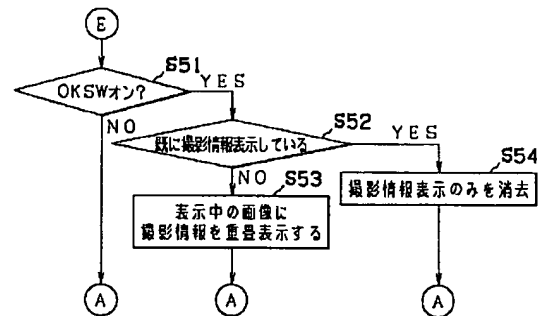 E
S51
OKSWオン?
YES
NO
S52
既に撮影情報表示している
YES
NO
S53
S54
撮影情報表示のみを消去
表示中の画像に
撮影情報を重畳表示する
A
A
A